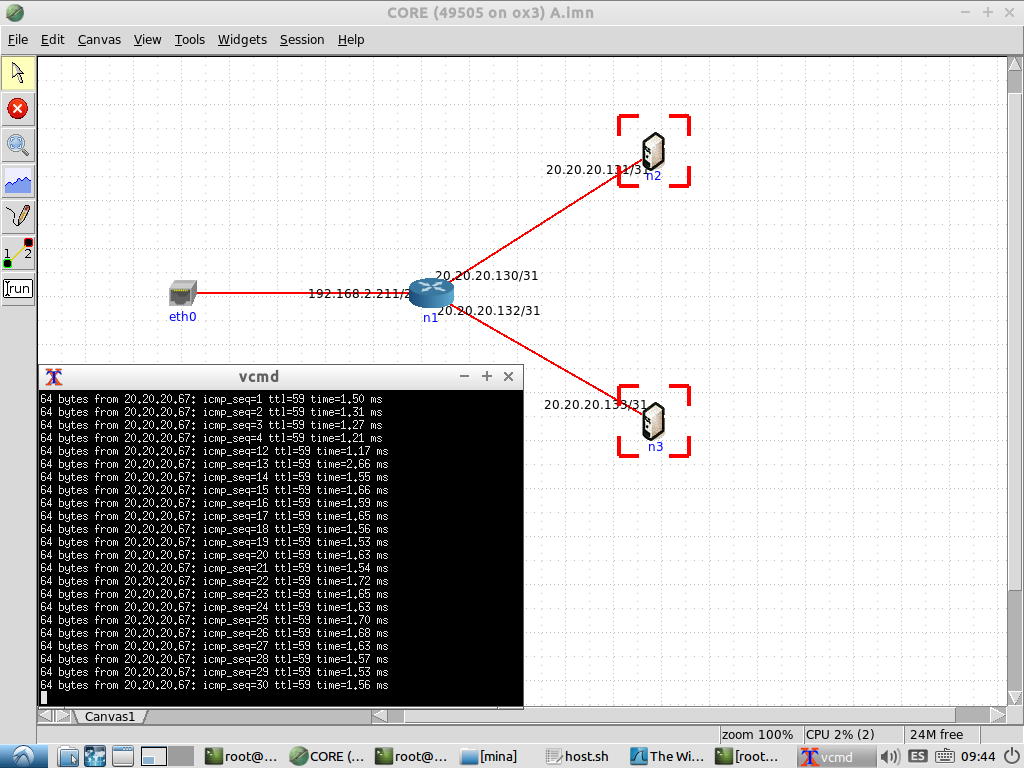 CORE (49505 on ox3) A.imn
File Edit Canvas View Tools Widgets Session Help
20.20.20.131/31
n2
20.20.20.130/31
192.168.2.211/2
eth0
n1
20.20.20.132/31
1 2
run
20.20.20.133/31
n3
vcmd
64 bytes from 20.20.20.67: icmp_seq=1 ttl=59 time=1.50 ms
64 bytes from 20.20.20.67: icmp_seq=2 ttl=59 time=1.31 ms
64 bytes from 20.20.20.67: icmp_seq=3 ttl=59 time=1.27 ms
64 bytes from 20.20.20.67: icmp_seq=4 ttl=59 time=1.21 ms
64 bytes from 20.20.20.67: icmp_seq=12 ttl=59 time=1.17 ms
64 bytes from 20.20.20.67: icmp_seq=13 ttl=59 time=2.66 ms
64 bytes from 20.20.20.67: icmp_seq=14 ttl=59 time=1.55 ms
64 bytes from 20.20.20.67: icmp_seq=15 ttl=59 time=1.66 ms
64 bytes from 20.20.20.67: icmp_seq=16 ttl=59 time=1.59 ms
64 bytes from 20.20.20.67: icmp_seq=17 ttl=59 time=1.65 ms
64 bytes from 20.20.20.67: icmp_seq=18 ttl=59 time=1.56 ms
64 bytes from 20.20.20.67: icmp_seq=19 ttl=59 time=1.53 ms
64 bytes from 20.20.20.67: icmp_seq=20 ttl=59 time=1.63 ms
64 bytes from 20.20.20.67: icmp_seq=21 ttl=59 time=1.54 ms
64 bytes from 20.20.20.67: icmp_seq=22 ttl=59 time=1.72 ms
64 bytes from 20.20.20.67: icmp_seq=23 ttl=59 time=1.65 ms
64 bytes from 20.20.20.67: icmp_seq=24 ttl=59 time=1.63 ms
64 bytes from 20.20.20.67: icmp_seq=25 ttl=59 time=1.70 ms
64 bytes from 20.20.20.67: icmp_seq=26 ttl=59 time=1.68 ms
64 bytes from 20.20.20.67: icmp_seq=27 ttl=59 time=1.63 ms
64 bytes from 20.20.20.67: icmp_seq=28 ttl=59 time=1.57 ms
64 bytes from 20.20.20.67: icmp_seq=29 ttl=59 time=1.53 ms
64 bytes from 20.20.20.67: icmp_seq=30 ttl=59 time=1.56 ms
Canvas1
zoom 100% CPU 2% (2) 24M free
root@... CORE (... root@... [mina] host.sh The Wi... [root... vcmd ES 09:44